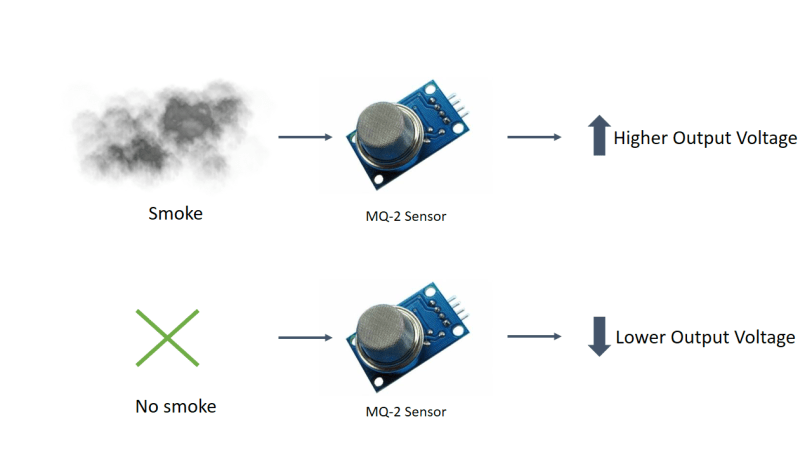 Higher Output Voltage
Smoke
MQ-2 Sensor
Lower Output Voltage
No smoke
MQ-2 Sensor